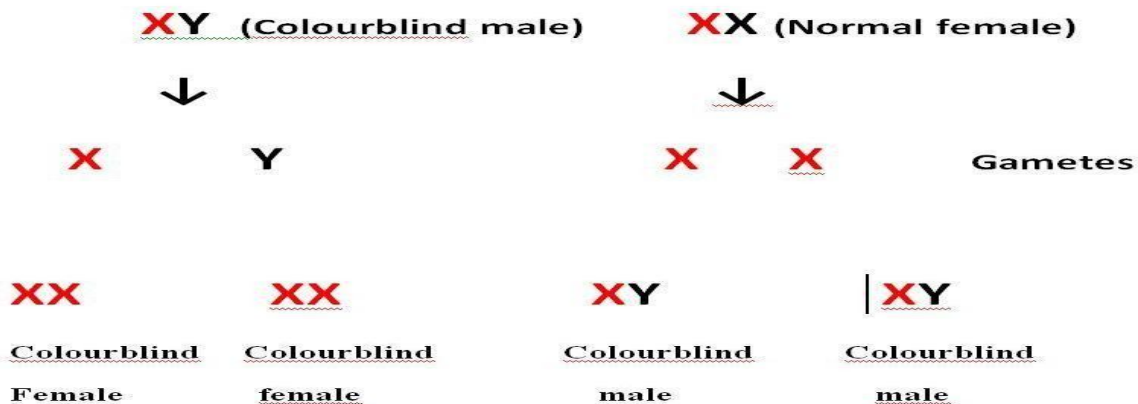 XY (Colourblind male) XX (Normal female)
X Y X X Gametes
XX XX XY XY
Colourblind Colourblind Colourblind Colourblind
Female female male male